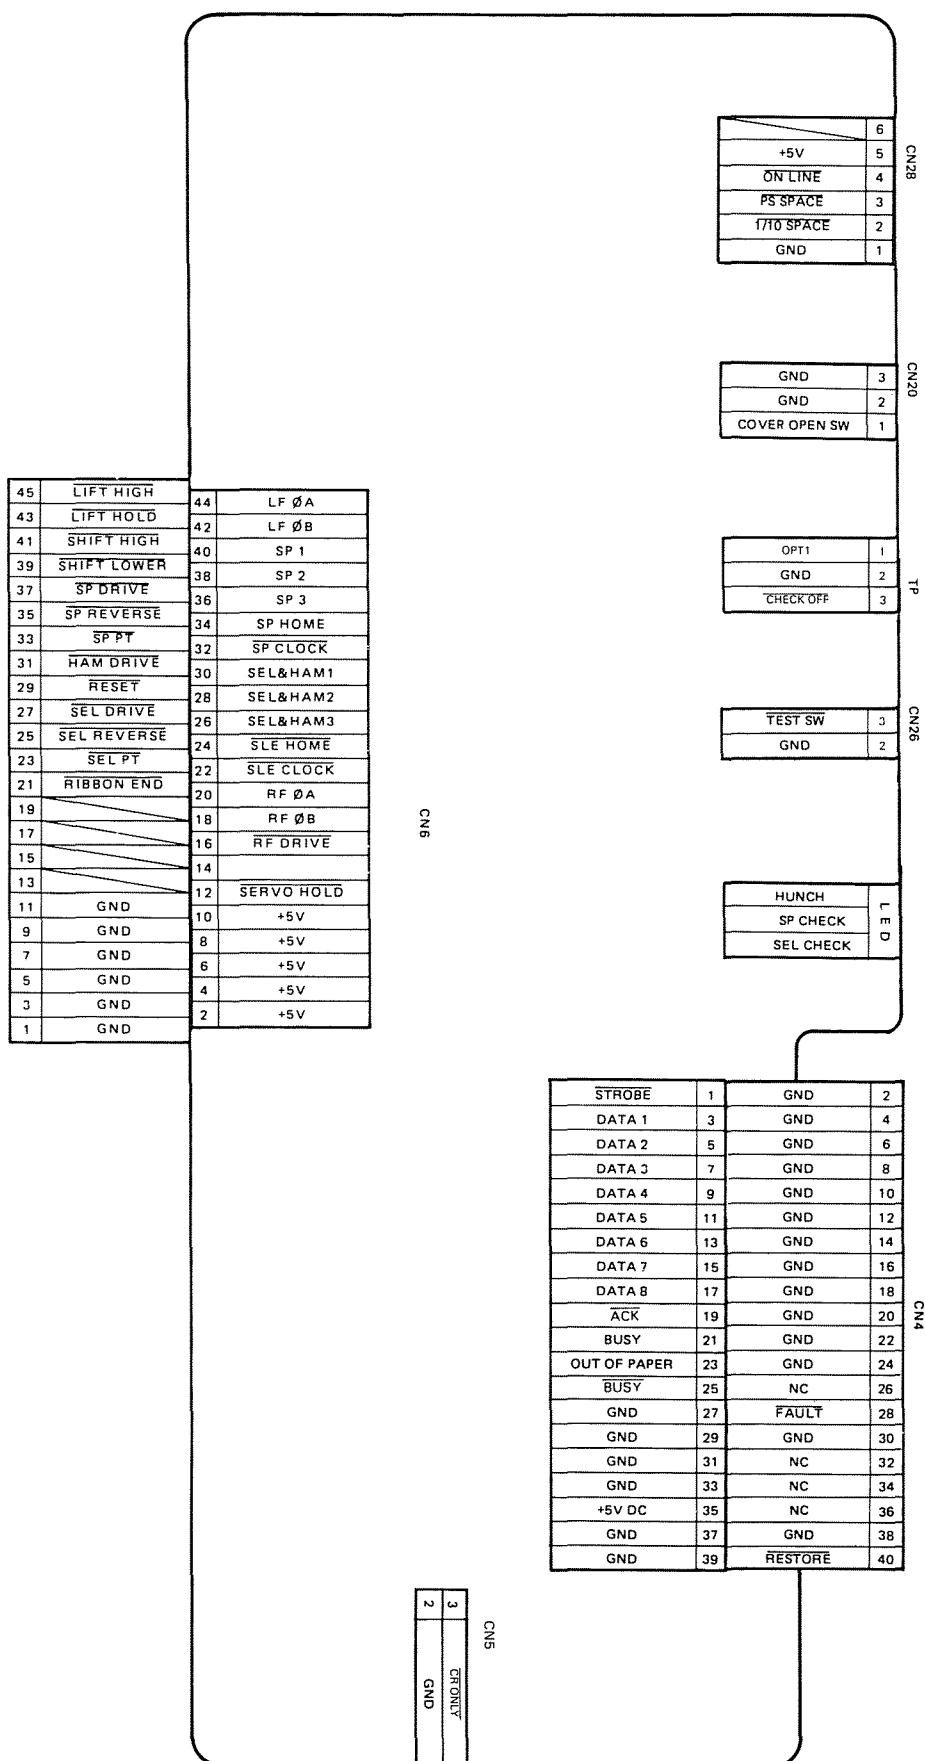 CN28
6
+5V 5
ON LINE 4
PS SPACE 3
1/10 SPACE 2
GND 1
CN20
GND 3
GND 2
COVER OPEN SW 1
TP
OPT1 1
GND 2
CHECK OFF 3
CN26
TEST SW 3
GND 2
LED
HUNCH
SP CHECK
SEL CHECK
CN6
45 LIFT HIGH
43 LIFT HOLD
41 SHIFT HIGH
39 SHIFT LOWER
37 SP DRIVE
35 SP REVERSE
33 SP PT
31 HAM DRIVE
29 RESET
27 SEL DRIVE
25 SEL REVERSE
23 SEL PT
21 RIBBON END
19
17
15
13
11 GND
9 GND
7 GND
5 GND
3 GND
1 GND
44 LF ØA
42 LF ØB
40 SP 1
38 SP 2
36 SP 3
34 SP HOME
32 SP CLOCK
30 SEL&HAM1
28 SEL&HAM2
26 SEL&HAM3
24 SLE HOME
22 SLE CLOCK
20 RF ØA
18 RF ØB
16 RF DRIVE
14
12 SERVO HOLD
10 +5V
8 +5V
6 +5V
4 +5V
2 +5V
CN4
STROBE 1 GND 2
DATA 1 3 GND 4
DATA 2 5 GND 6
DATA 3 7 GND 8
DATA 4 9 GND 10
DATA 5 11 GND 12
DATA 6 13 GND 14
DATA 7 15 GND 16
DATA 8 17 GND 18
ACK 19 GND 20
BUSY 21 GND 22
OUT OF PAPER 23 GND 24
BUSY 25 NC 26
GND 27 FAULT 28
GND 29 GND 30
GND 31 NC 32
GND 33 NC 34
+5V DC 35 NC 36
GND 37 GND 38
GND 39 RESTORE 40
CN5
3 CR ONLY
2 GND